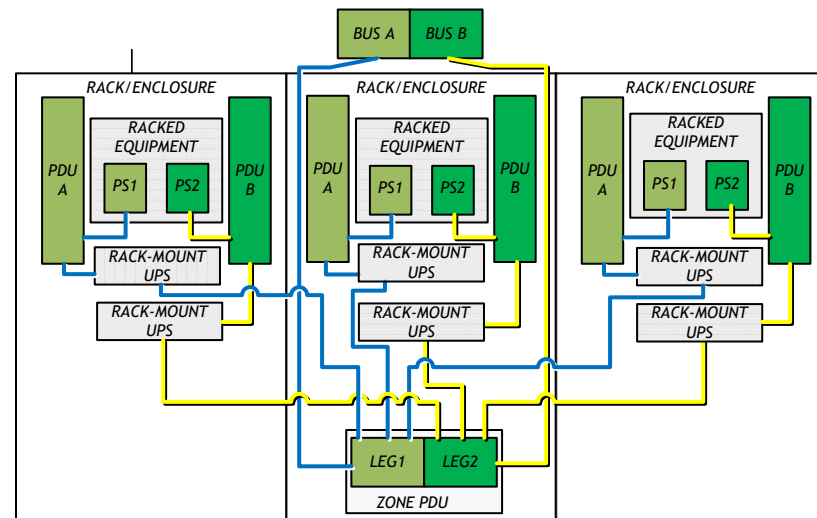 BUS A
BUS B
RACK/ENCLOSURE
PDU
A
RACKED
EQUIPMENT
PS1
PS2
PDU
B
RACK-MOUNT
UPS
RACK-MOUNT
UPS
RACK/ENCLOSURE
PDU
A
RACKED
EQUIPMENT
PS1
PS2
PDU
B
RACK-MOUNT
UPS
RACK-MOUNT
UPS
RACK/ENCLOSURE
PDU
A
RACKED
EQUIPMENT
PS1
PS2
PDU
B
RACK-MOUNT
UPS
RACK-MOUNT
UPS
LEG1
LEG2
ZONE PDU